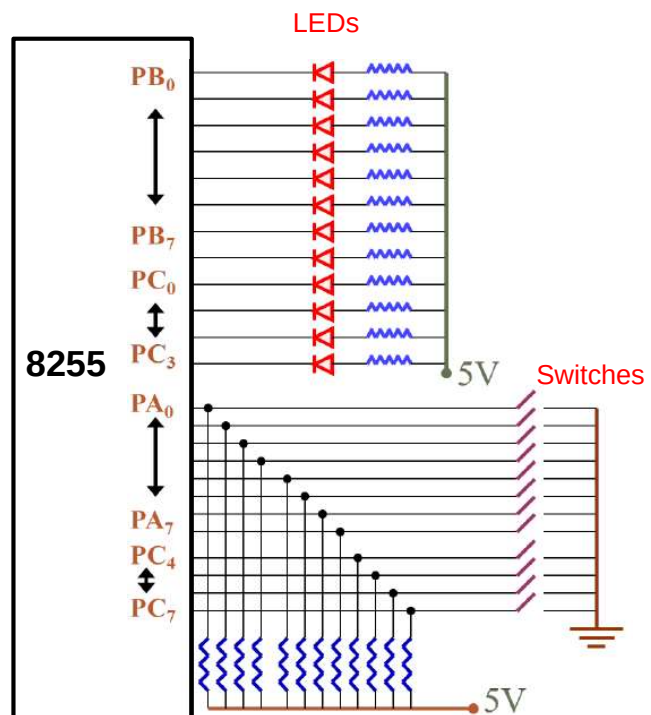 LEDs
PB0
PB7
PC0
PC3
8255
5V
Switches
PA0
PA7
PC4
PC7
5V